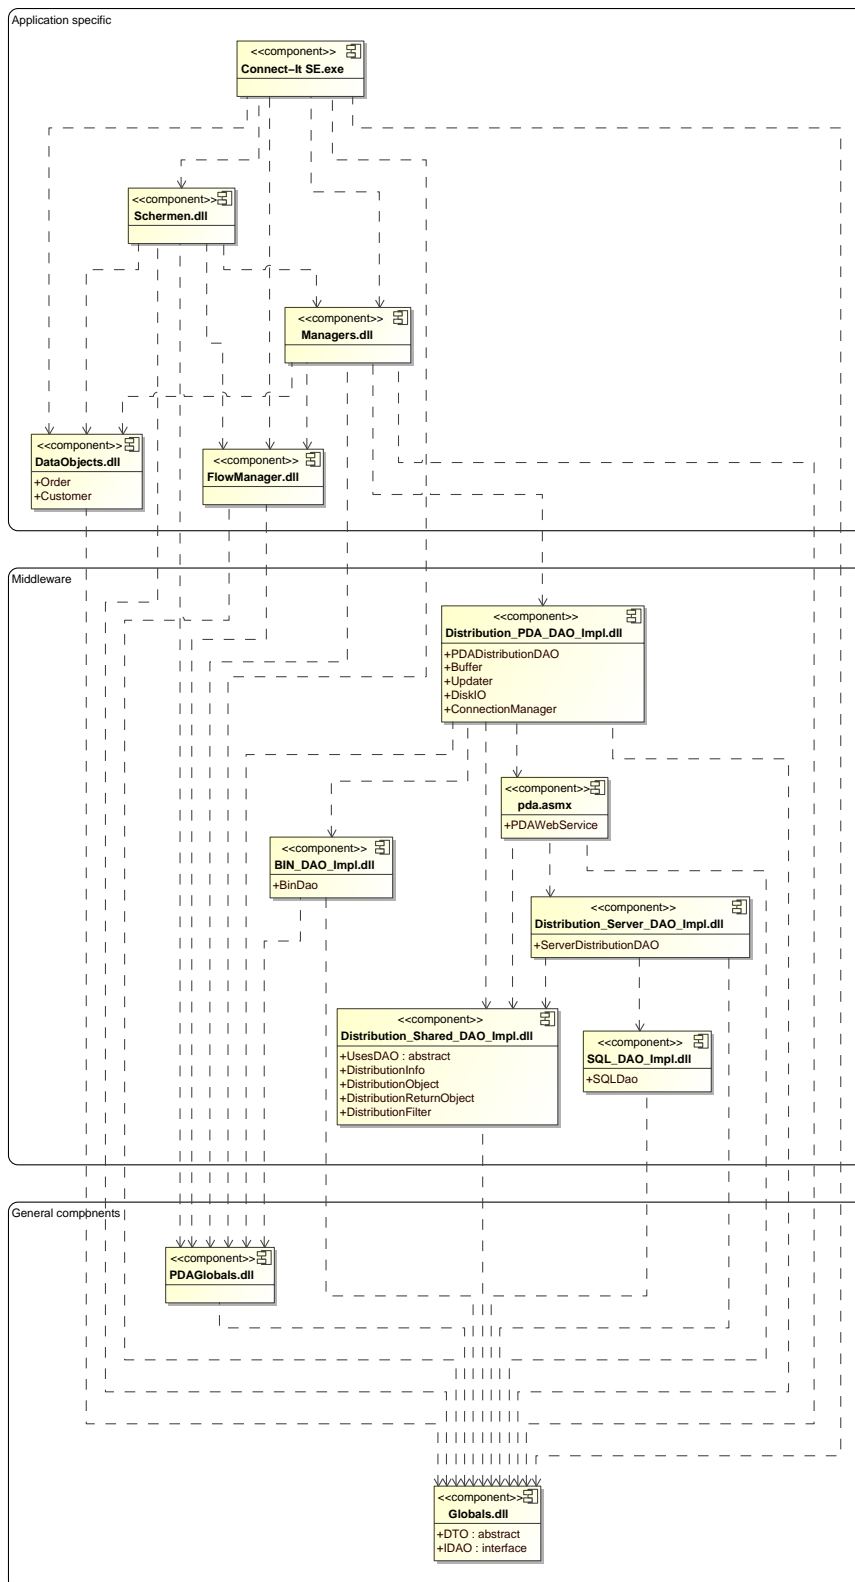 Application specific
<<component>>
Connect–It SE.exe
<<component>>
Schermen.dll
<<component>>
Managers.dll
<<component>>
DataObjects.dll
+Order
+Customer
<<component>>
FlowManager.dll
Middleware
<<component>>
Distribution_PDA_DAO_Impl.dll
+PDADistributionDAO
+Buffer
+Updater
+DiskIO
+ConnectionManager
<<component>>
pda.asmx
+PDAWebService
<<component>>
BIN_DAO_Impl.dll
+BinDao
<<component>>
Distribution_Server_DAO_Impl.dll
+ServerDistributionDAO
<<component>>
Distribution_Shared_DAO_Impl.dll
+UsesDAO : abstract
+DistributionInfo
+DistributionObject
+DistributionReturnObject
+DistributionFilter
<<component>>
SQL_DAO_Impl.dll
+SQLDao
General components
<<component>>
PDAGlobals.dll
<<component>>
Globals.dll
+DTO : abstract
+IDAO : interface